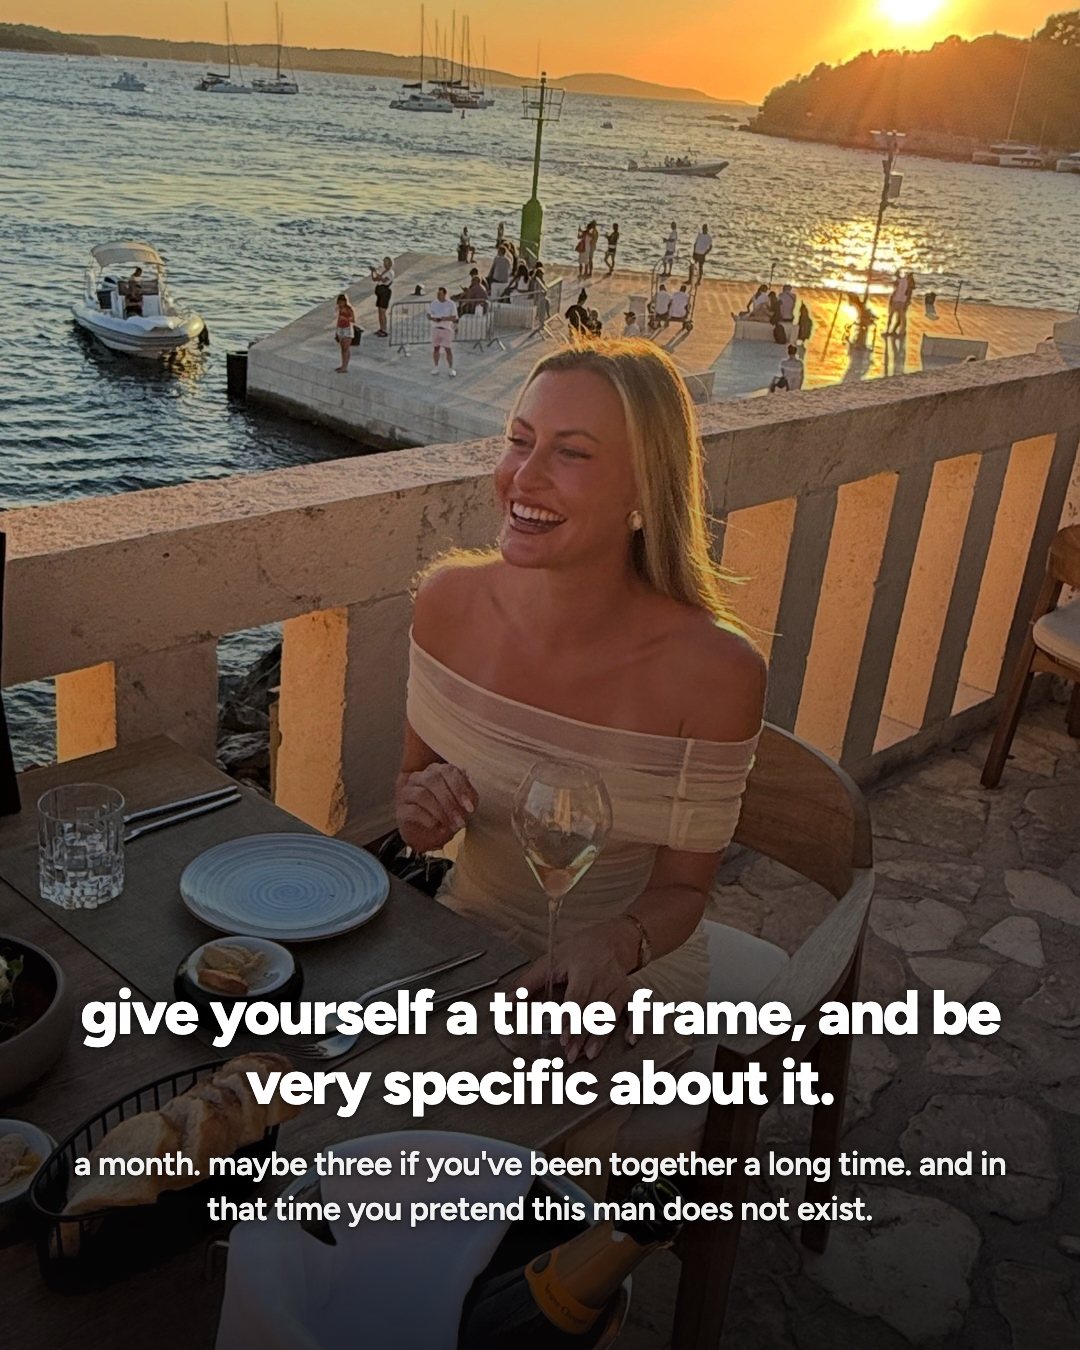 give yourself a time frame, and be
very specific about it.
a month. maybe three if you've been together a long time. and in
that time you pretend this man does not exist.